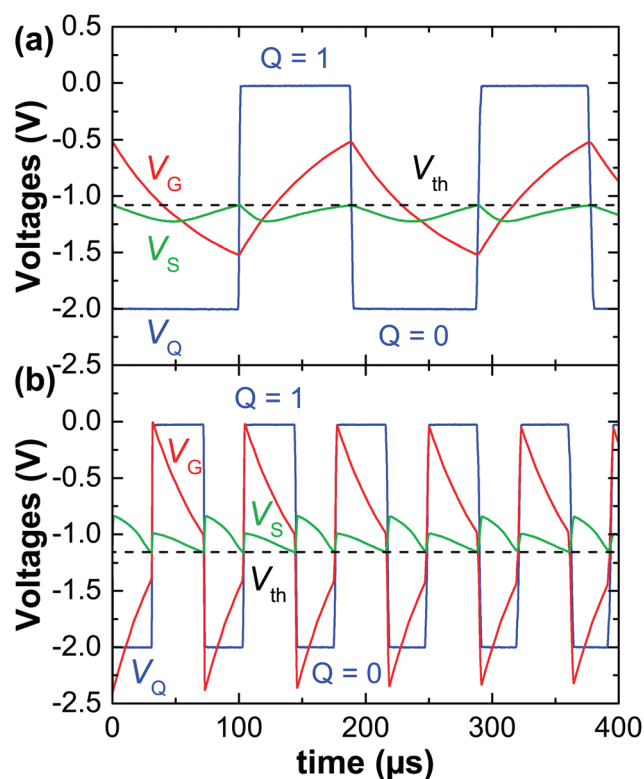 (a)
Q = 1
0.0
-0.5
V_G
V_th
-1.0
Voltages (V)
-1.5
V_S
-2.0
V_Q
Q = 0
-2.5
(b)
Q = 1
0.0
V_G
-0.5
V_S
-1.0
Voltages (V)
V_th
-1.5
-2.0
V_Q
Q = 0
-2.5
0 100 200 300 400
time (µs)